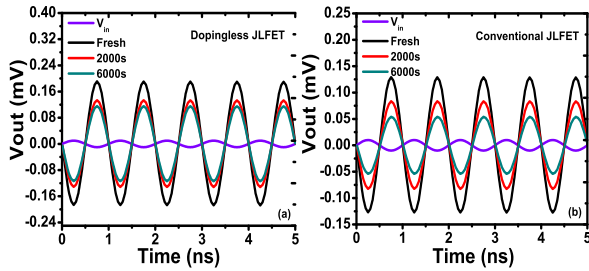 Dopingless JLFET
Vin
Fresh
2000s
6000s
0.40
0.32
0.24
0.16
0.08
0.00
-0.08
-0.16
-0.24
Vout (mV)
0 1 2 3 4 5
Time (ns)
(a)
Conventional JLFET
Vin
Fresh
2000s
6000s
0.25
0.20
0.15
0.10
0.05
0.00
-0.05
-0.10
-0.15
Vout (mV)
0 1 2 3 4 5
Time (ns)
(b)